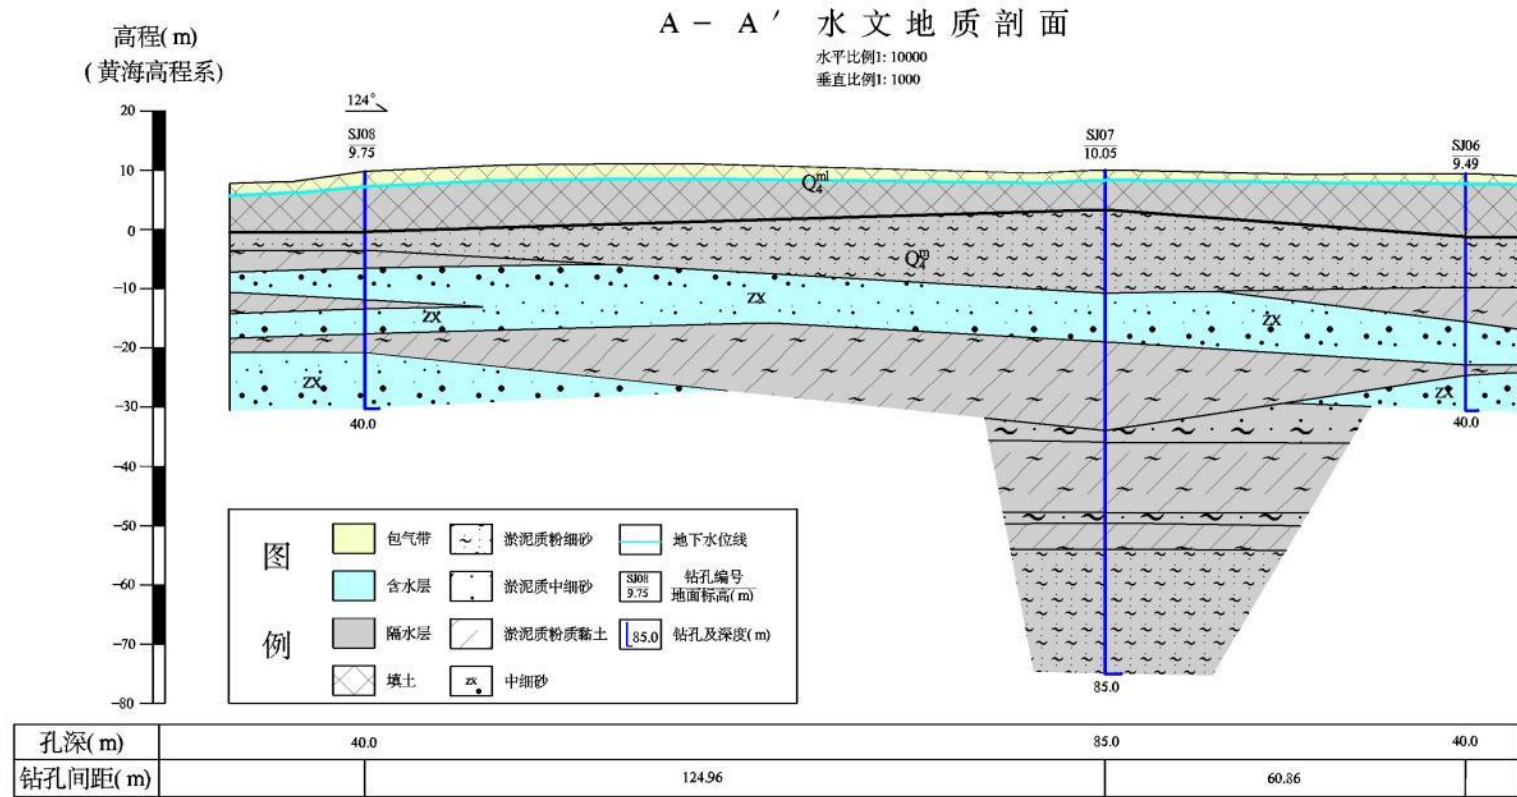 A - A′ 水文地质剖面
水平比例1: 10000
垂直比例1: 1000
高程(m)
(黄海高程系)
20
10
0
-10
-20
-30
-40
-50
-60
-70
-80
124°
SJ08
9.75
SJ07
10.05
SJ06
9.49
Q4ml
Q4m
zx
zx
zx
zx
zx
40.0
40.0
85.0
图例
包气带
含水层
隔水层
填土
淤泥质粉细砂
淤泥质中细砂
淤泥质粉质黏土
zx 中细砂
地下水位线
SJ08 钻孔编号
9.75 地面标高(m)
85.0 钻孔及深度(m)
孔深(m) 40.0 85.0 40.0
钻孔间距(m) 124.96 60.86